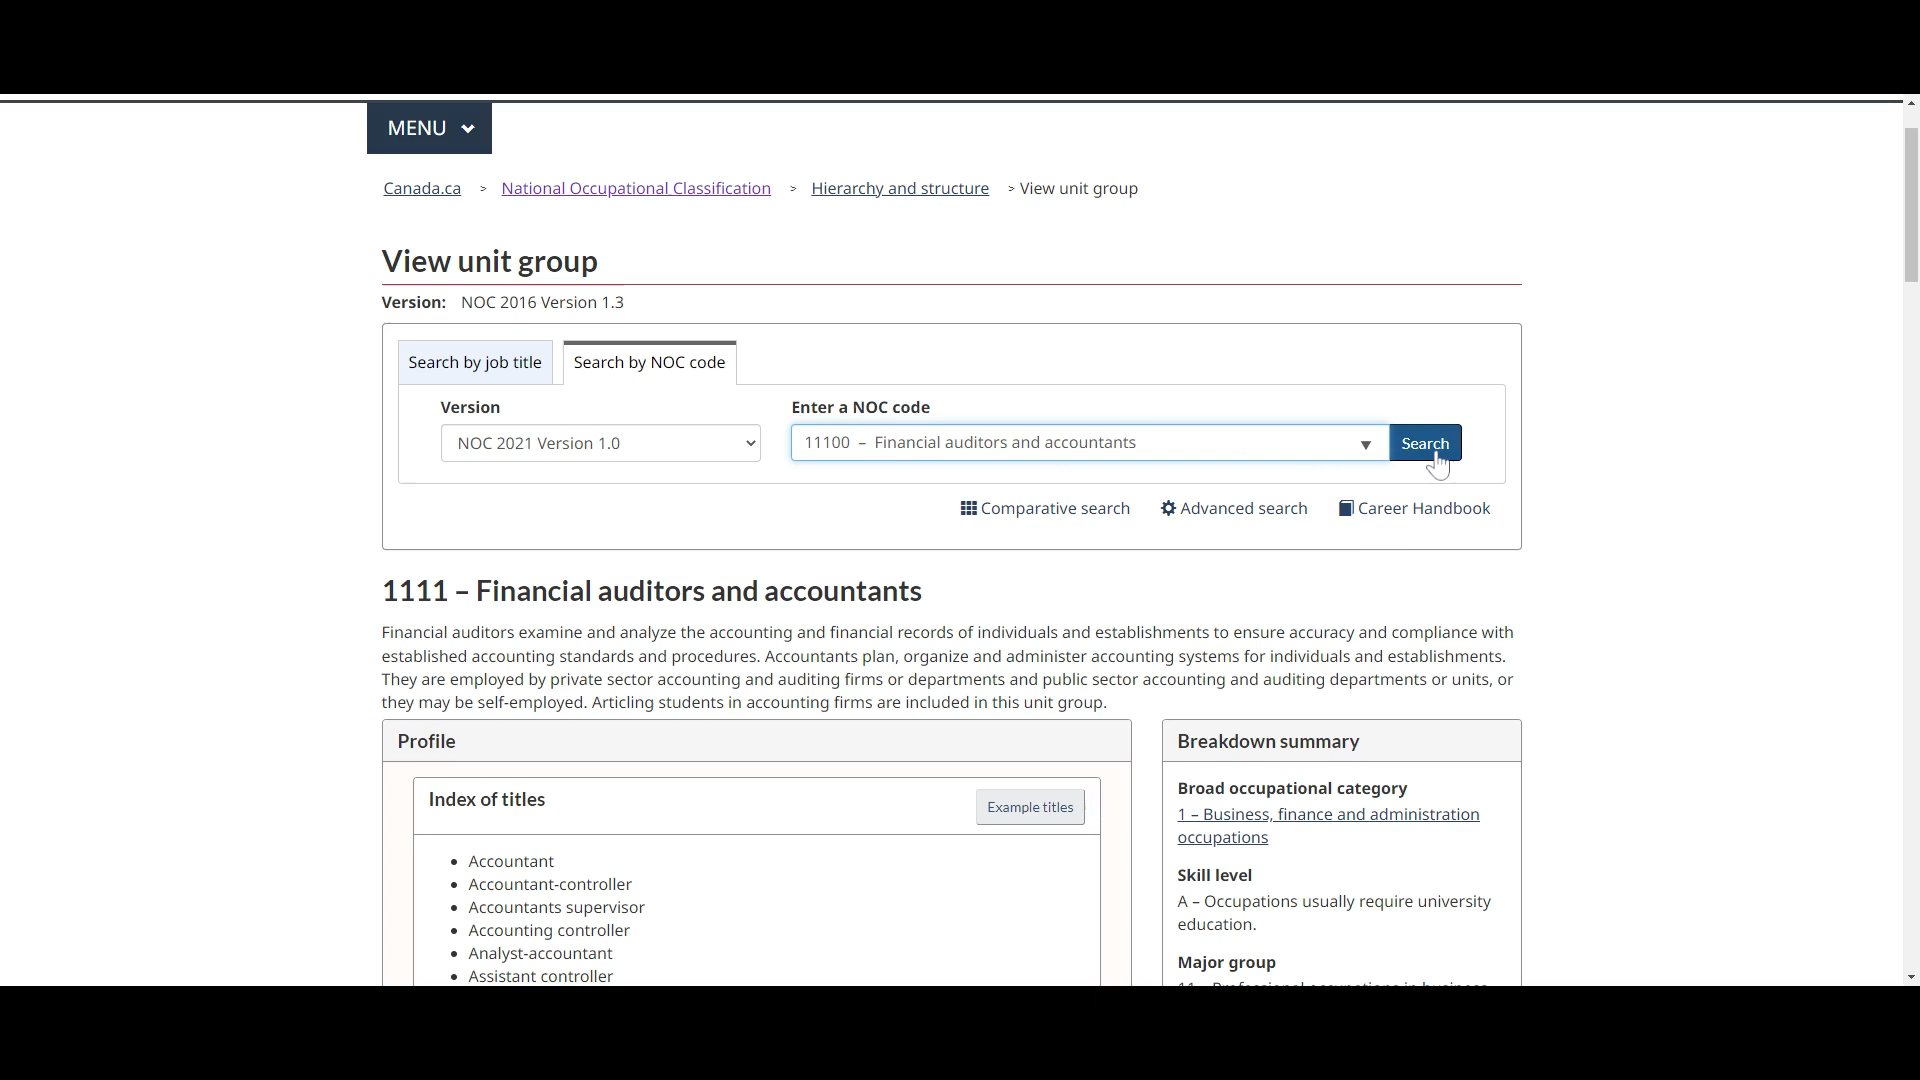 MENU
Canada.ca > National Occupational Classification > Hierarchy and structure > View unit group
View unit group
Version: NOC 2016 Version 1.3
Search by job title Search by NOC code
Version Enter a NOC code
NOC 2021 Version 1.0 11100 – Financial auditors and accountants Search
Comparative search Advanced search Career Handbook
1111 – Financial auditors and accountants
Financial auditors examine and analyze the accounting and financial records of individuals and establishments to ensure accuracy and compliance with
established accounting standards and procedures. Accountants plan, organize and administer accounting systems for individuals and establishments.
They are employed by private sector accounting and auditing firms or departments and public sector accounting and auditing departments or units, or
they may be self-employed. Articling students in accounting firms are included in this unit group.
Profile
Index of titles Example titles
Accountant
Accountant-controller
Accountants supervisor
Accounting controller
Analyst-accountant
Assistant controller
Breakdown summary
Broad occupational category
1 – Business, finance and administration
occupations
Skill level
A – Occupations usually require university
education.
Major group